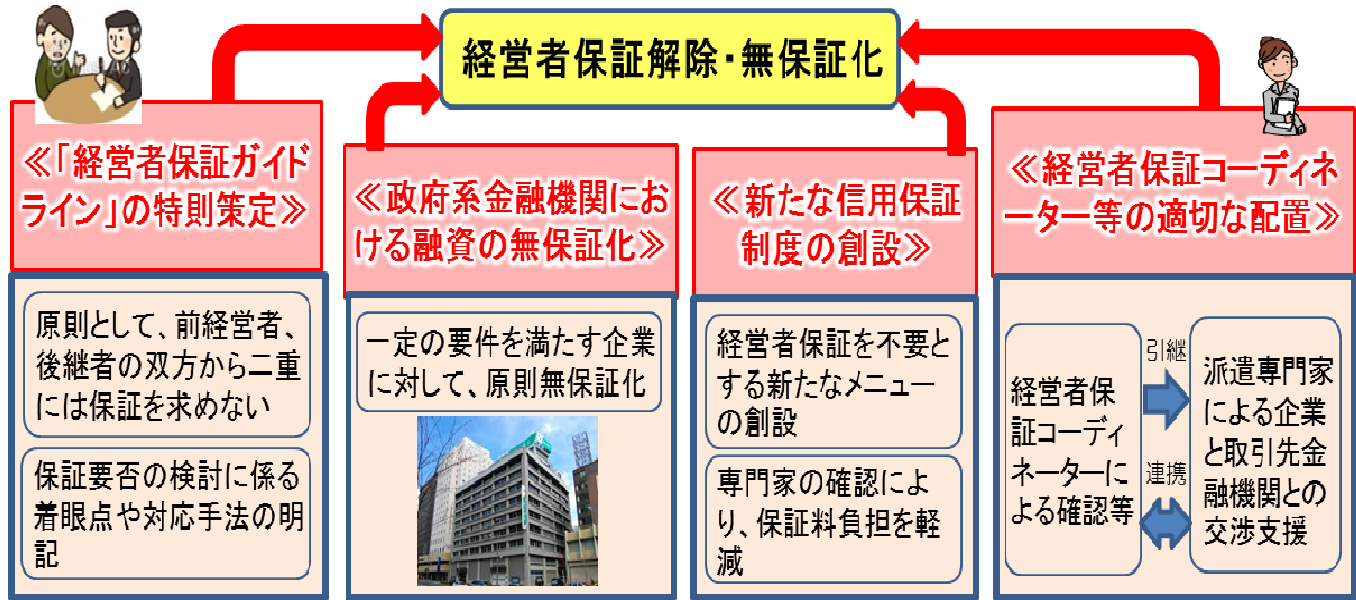 経営者保証解除・無保証化
≪「経営者保証ガイド
ライン」の特則策定≫
原則として、前経営者、
後継者の双方から二重
には保証を求めない
保証要否の検討に係る
着眼点や対応手法の明
記
≪政府系金融機関にお
ける融資の無保証化≫
一定の要件を満たす企業
に対して、原則無保証化
≪新たな信用保証
制度の創設≫
経営者保証を不要と
する新たなメニュー
の創設
専門家の確認によ
り、保証料負担を軽
減
≪経営者保証コーディネ
ーター等の適切な配置≫
経営者保
証コーディ
ネーターに
よる確認等
引継
連携
派遣専門家
による企業
と取引先金
融機関との
交渉支援